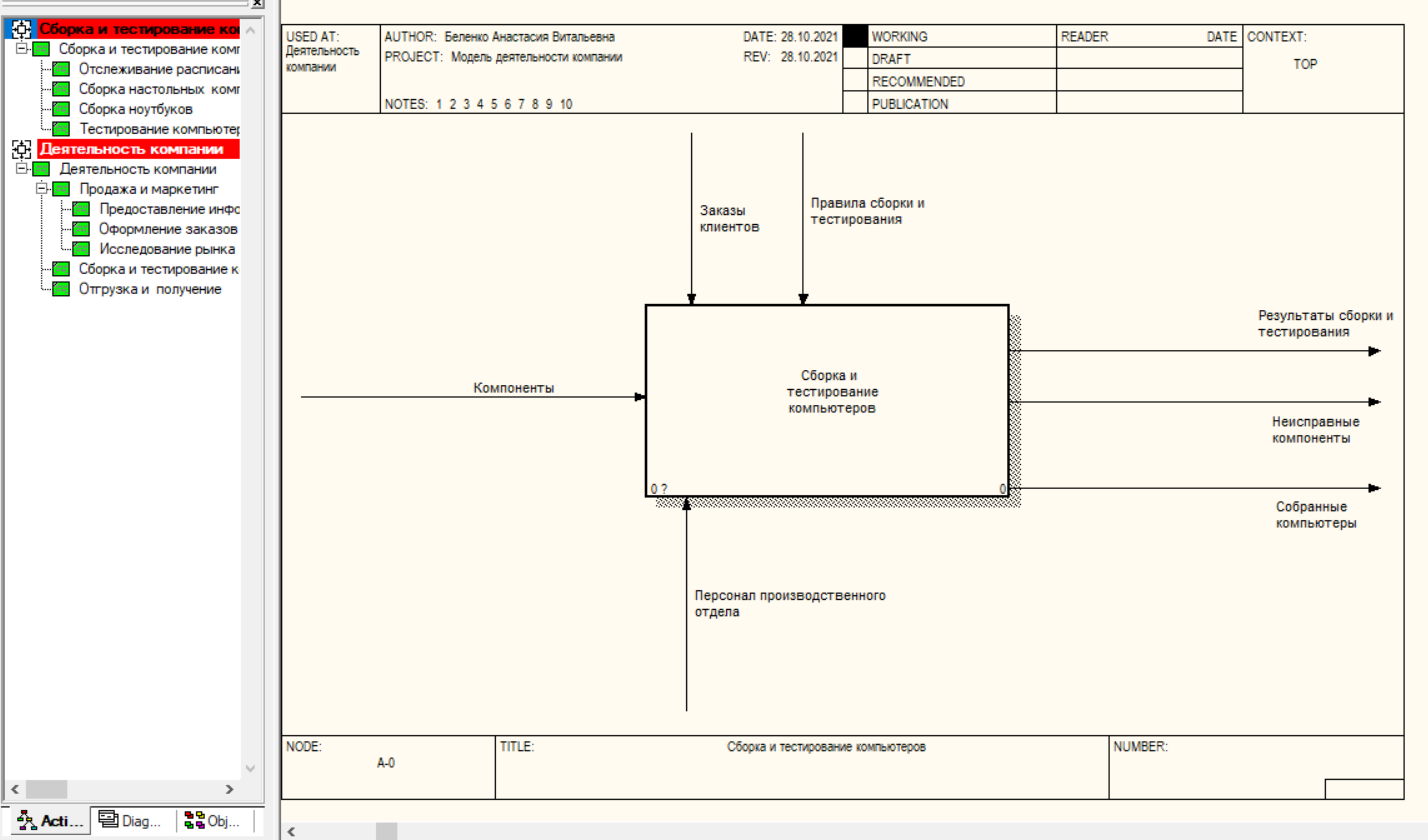 Сборка и тестирование ко
Сборка и тестирование комг
Отслеживание расписан
Сборка настольных комг
Сборка ноутбуков
Тестирование компьютер
Деятельность компании
Деятельность компании
Продажа и маркетинг
Предоставление инфо
Оформление заказов
Исследование рынка
Сборка и тестирование к
Отгрузка и получение
Acti... Diag... Obj...
USED AT:
Деятельность
компании
AUTHOR: Беленко Анастасия Витальевна
DATE: 28.10.2021
PROJECT: Модель деятельности компании
REV: 28.10.2021
NOTES: 1 2 3 4 5 6 7 8 9 10
WORKING
DRAFT
RECOMMENDED
PUBLICATION
READER DATE
CONTEXT:
TOP
Заказы
клиентов
Правила сборки и
тестирования
Компоненты
Сборка и
тестирование
компьютеров
0 ?
0
Результаты сборки и
тестирования
Неисправные
компоненты
Собранные
компьютеры
Персонал производственного
отдела
NODE:
A-0
TITLE:
Сборка и тестирование компьютеров
NUMBER: